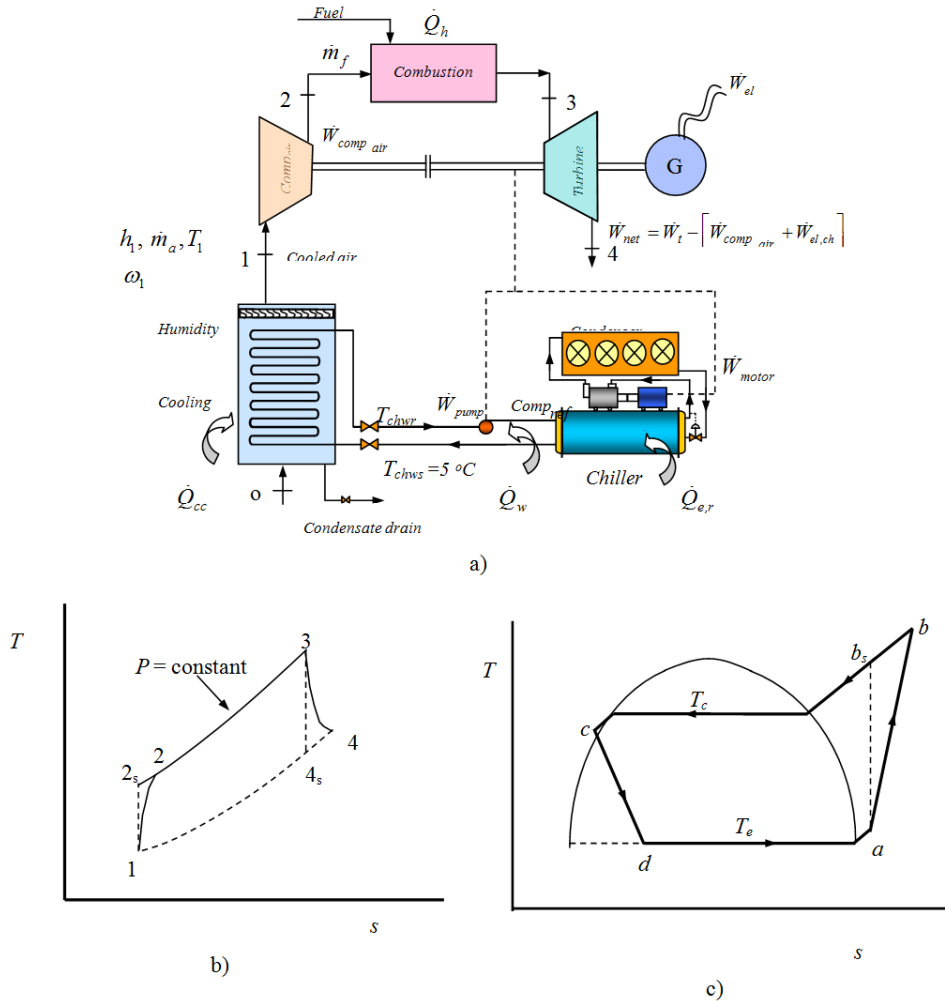 Fuel
Q̇h
ṁf
Combustion
2
3
Ẇel
Ẇcomp air
Turbine
G
h1, ṁa, T1
ω1
1
Cooled air
Ẇnet = Ẇt − [Ẇcomp air + Ẇel,ch]
4
Humidity
Ẇmotor
Cooling
Tchwr
Ẇpump
Compref
Tchws = 5 °C
Chiller
Q̇cc
o
Q̇w
Q̇e,r
Condensate drain
a)
T
P = constant
3
2s
2
4
4s
1
s
b)
T
b
bs
Tc
c
Te
d
a
s
c)